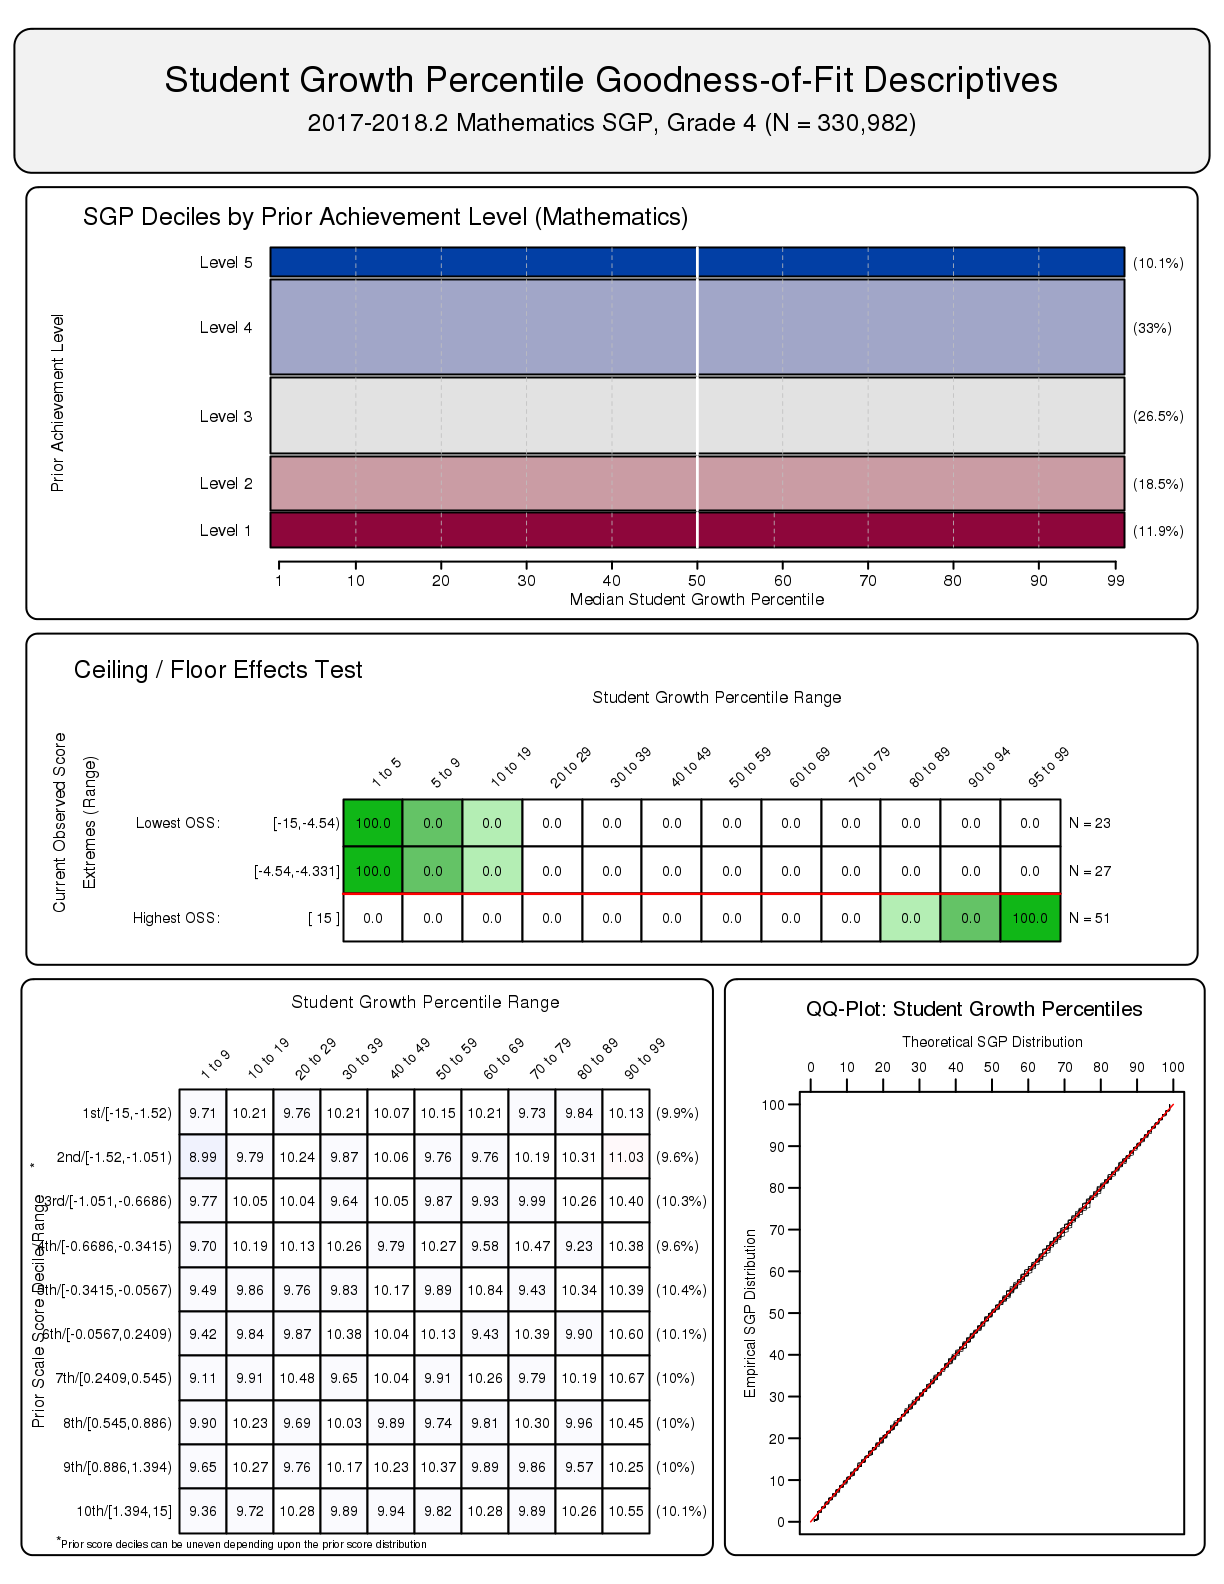 Student Growth Percentile Goodness-of-Fit Descriptives
2017-2018.2 Mathematics SGP, Grade 4 (N = 330,982)
SGP Deciles by Prior Achievement Level (Mathematics)
Prior Achievement Level
Level 5 (10.1%)
Level 4 (33%)
Level 3 (26.5%)
Level 2 (18.5%)
Level 1 (11.9%)
1 10 20 30 40 50 60 70 80 90 99
Median Student Growth Percentile
Ceiling / Floor Effects Test
Student Growth Percentile Range
Current Observed Score
Extremes (Range)
1 to 5 5 to 9 10 to 19 20 to 29 30 to 39 40 to 49 50 to 59 60 to 69 70 to 79 80 to 89 90 to 94 95 to 99
Lowest OSS: [-15,-4.54) 100.0 0.0 0.0 0.0 0.0 0.0 0.0 0.0 0.0 0.0 0.0 0.0 N = 23
[-4.54,-4.331] 100.0 0.0 0.0 0.0 0.0 0.0 0.0 0.0 0.0 0.0 0.0 0.0 N = 27
Highest OSS: [ 15 ] 0.0 0.0 0.0 0.0 0.0 0.0 0.0 0.0 0.0 0.0 0.0 100.0 N = 51
Student Growth Percentile Range
Prior Scale Score Decile/Range *
1 to 9 10 to 19 20 to 29 30 to 39 40 to 49 50 to 59 60 to 69 70 to 79 80 to 89 90 to 99
1st/[-15,-1.52) 9.71 10.21 9.76 10.21 10.07 10.15 10.21 9.73 9.84 10.13 (9.9%)
2nd/[-1.52,-1.051) 8.99 9.79 10.24 9.87 10.06 9.76 9.76 10.19 10.31 11.03 (9.6%)
3rd/[-1.051,-0.6686) 9.77 10.05 10.04 9.64 10.05 9.87 9.93 9.99 10.26 10.40 (10.3%)
4th/[-0.6686,-0.3415) 9.70 10.19 10.13 10.26 9.79 10.27 9.58 10.47 9.23 10.38 (9.6%)
5th/[-0.3415,-0.0567) 9.49 9.86 9.76 9.83 10.17 9.89 10.84 9.43 10.34 10.39 (10.4%)
6th/[-0.0567,0.2409) 9.42 9.84 9.87 10.38 10.04 10.13 9.43 10.39 9.90 10.60 (10.1%)
7th/[0.2409,0.545) 9.11 9.91 10.48 9.65 10.04 9.91 10.26 9.79 10.19 10.67 (10%)
8th/[0.545,0.886) 9.90 10.23 9.69 10.03 9.89 9.74 9.81 10.30 9.96 10.45 (10%)
9th/[0.886,1.394) 9.65 10.27 9.76 10.17 10.23 10.37 9.89 9.86 9.57 10.25 (10%)
10th/[1.394,15] 9.36 9.72 10.28 9.89 9.94 9.82 10.28 9.89 10.26 10.55 (10.1%)
*Prior score deciles can be uneven depending upon the prior score distribution
QQ-Plot: Student Growth Percentiles
Theoretical SGP Distribution
0 10 20 30 40 50 60 70 80 90 100
Empirical SGP Distribution
100
90
80
70
60
50
40
30
20
10
0